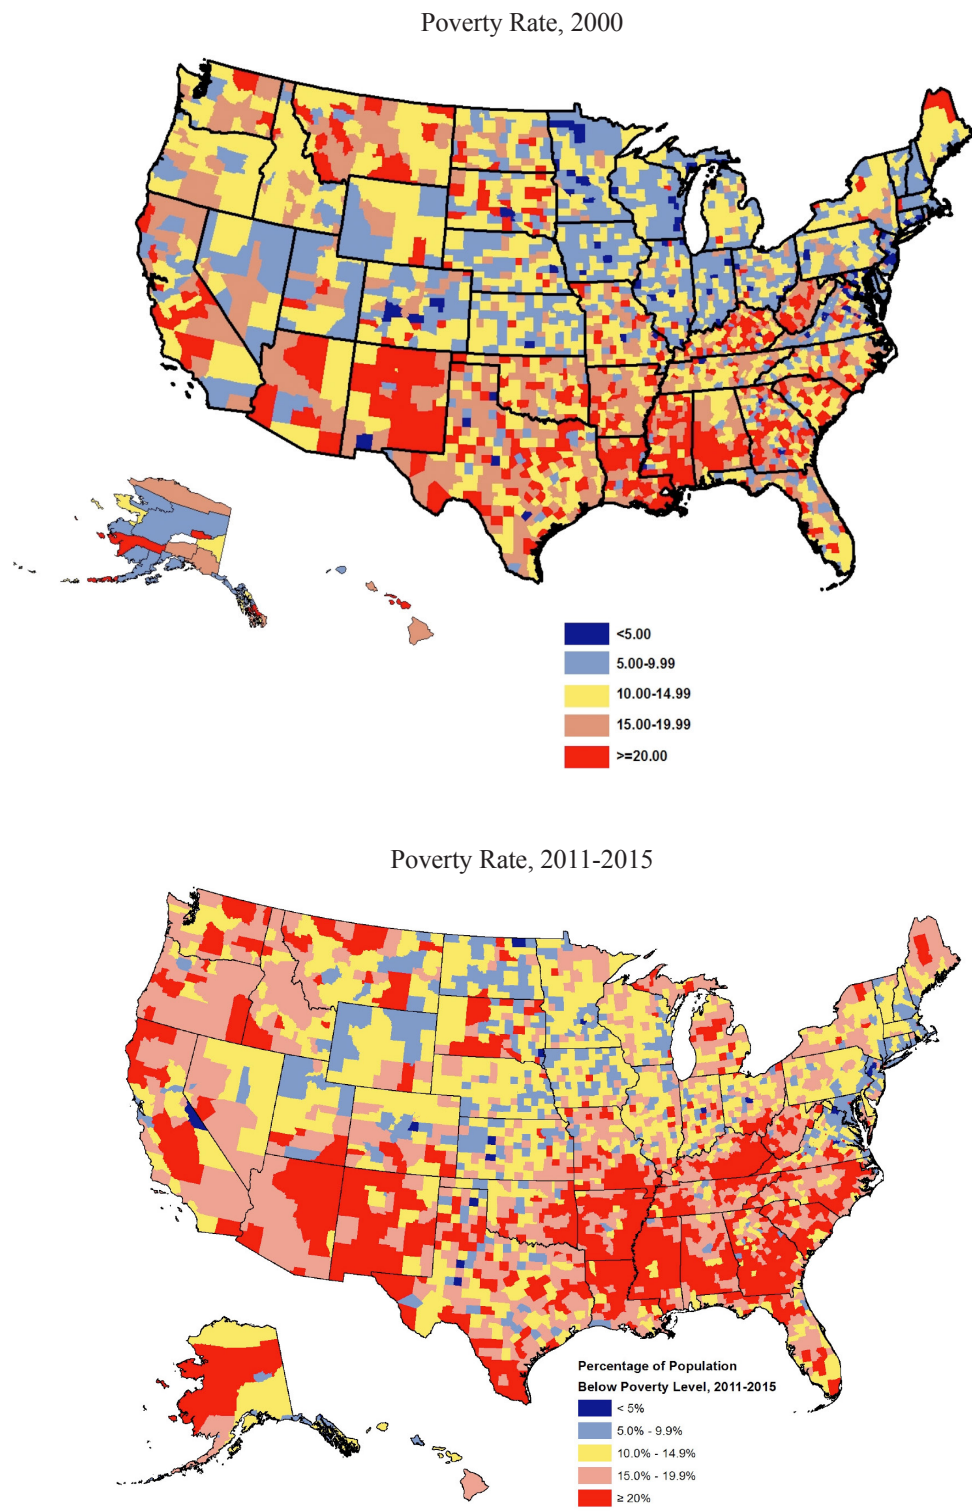 Poverty Rate, 2000
<5.00
5.00-9.99
10.00-14.99
15.00-19.99
>=20.00
Poverty Rate, 2011-2015
Percentage of Population
Below Poverty Level, 2011-2015
< 5%
5.0% - 9.9%
10.0% - 14.9%
15.0% - 19.9%
≥ 20%